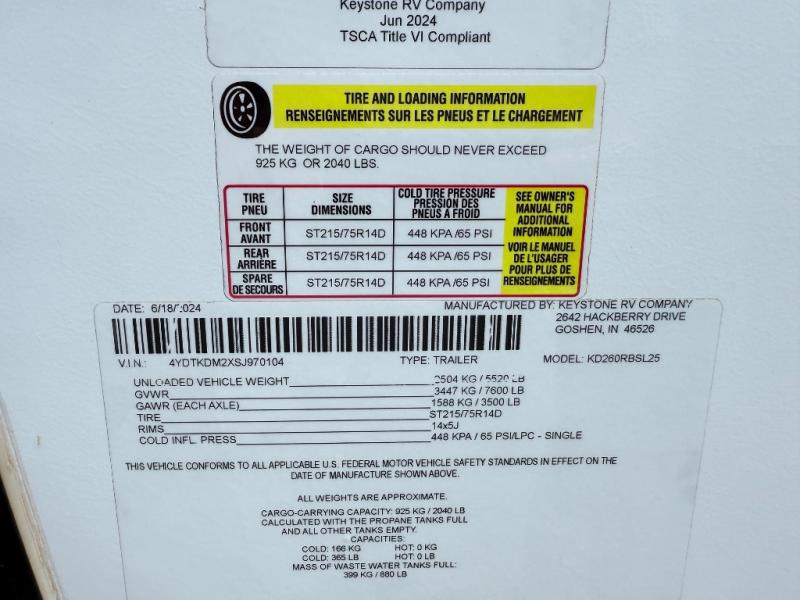 Keystone RV Company
Jun 2024
TSCA Title VI Compliant
TIRE AND LOADING INFORMATION
RENSEIGNEMENTS SUR LES PNEUS ET LE CHARGEMENT
THE WEIGHT OF CARGO SHOULD NEVER EXCEED
925 KG OR 2040 LBS.
TIRE
PNEU
SIZE
DIMENSIONS
COLD TIRE PRESSURE
PRESSION DES
PNEUS A FROID
FRONT
AVANT
ST215/75R14D
448 KPA /65 PSI
REAR
ARRIÈRE
ST215/75R14D
448 KPA /65 PSI
SPARE
DE SECOURS
ST215/75R14D
448 KPA /65 PSI
SEE OWNER'S
MANUAL FOR
ADDITIONAL
INFORMATION
VOIR LE MANUEL
DE L'USAGER
POUR PLUS DE
RENSEIGNEMENTS
DATE: 6/18/2024
MANUFACTURED BY: KEYSTONE RV COMPANY
2642 HACKBERRY DRIVE
GOSHEN, IN 46526
V.I.N.: 4YDTKDM2XSJ970104 TYPE: TRAILER MODEL: KD260RBSL25
UNLOADED VEHICLE WEIGHT 2504 KG / 5520 LB
GVWR 3447 KG / 7600 LB
GAWR (EACH AXLE) 1588 KG / 3500 LB
TIRE ST215/75R14D
RIMS 14x5J
COLD INFL. PRESS 448 KPA / 65 PSI/LPC - SINGLE
THIS VEHICLE CONFORMS TO ALL APPLICABLE U.S. FEDERAL MOTOR VEHICLE SAFETY STANDARDS IN EFFECT ON THE
DATE OF MANUFACTURE SHOWN ABOVE.
ALL WEIGHTS ARE APPROXIMATE.
CARGO-CARRYING CAPACITY: 925 KG / 2040 LB
CALCULATED WITH THE PROPANE TANKS FULL
AND ALL OTHER TANKS EMPTY.
CAPACITIES:
COLD: 166 KG HOT: 0 KG
COLD: 365 LB HOT: 0 LB
MASS OF WASTE WATER TANKS FULL:
399 KG / 880 LB